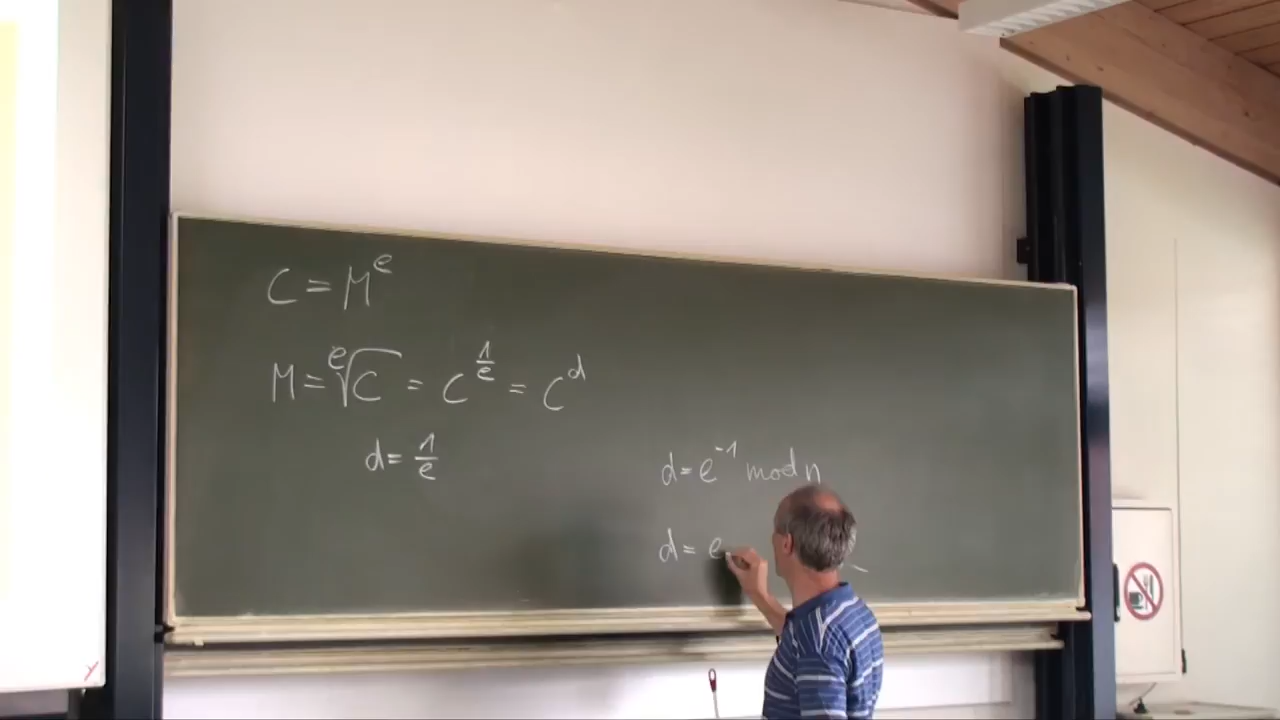 C = M^e
M = ^e√C = C^(1/e) = C^d
d = 1/e
d = e^-1 mod n
d = e